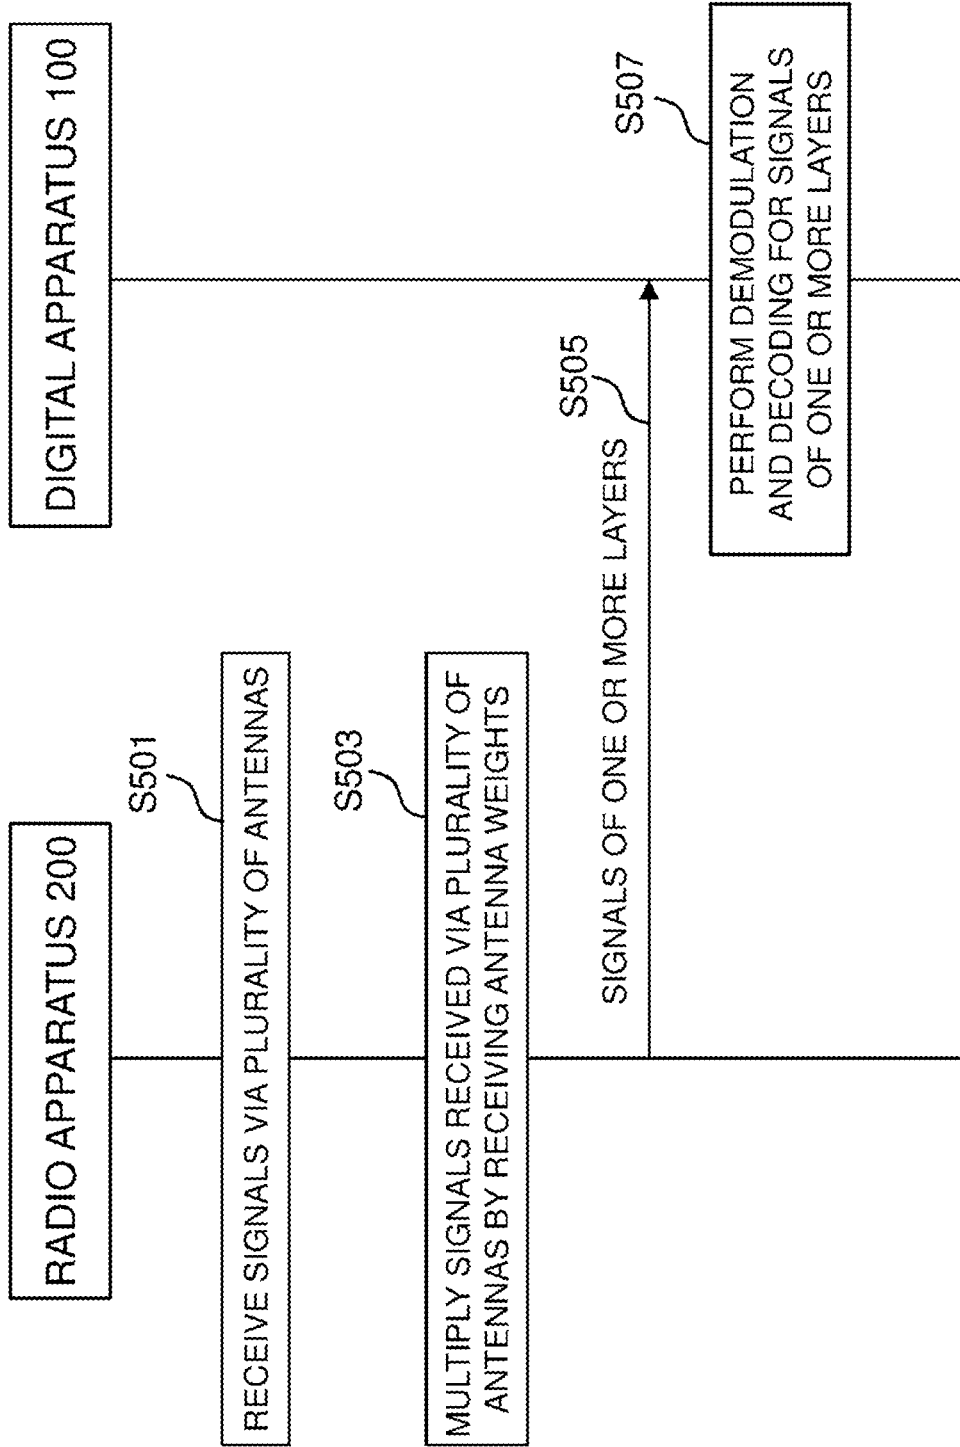 RADIO APPARATUS 200
DIGITAL APPARATUS 100
S501
RECEIVE SIGNALS VIA PLURALITY OF ANTENNAS
S503
MULTIPLY SIGNALS RECEIVED VIA PLURALITY OF
ANTENNAS BY RECEIVING ANTENNA WEIGHTS
S505
SIGNALS OF ONE OR MORE LAYERS
S507
PERFORM DEMODULATION
AND DECODING FOR SIGNALS
OF ONE OR MORE LAYERS